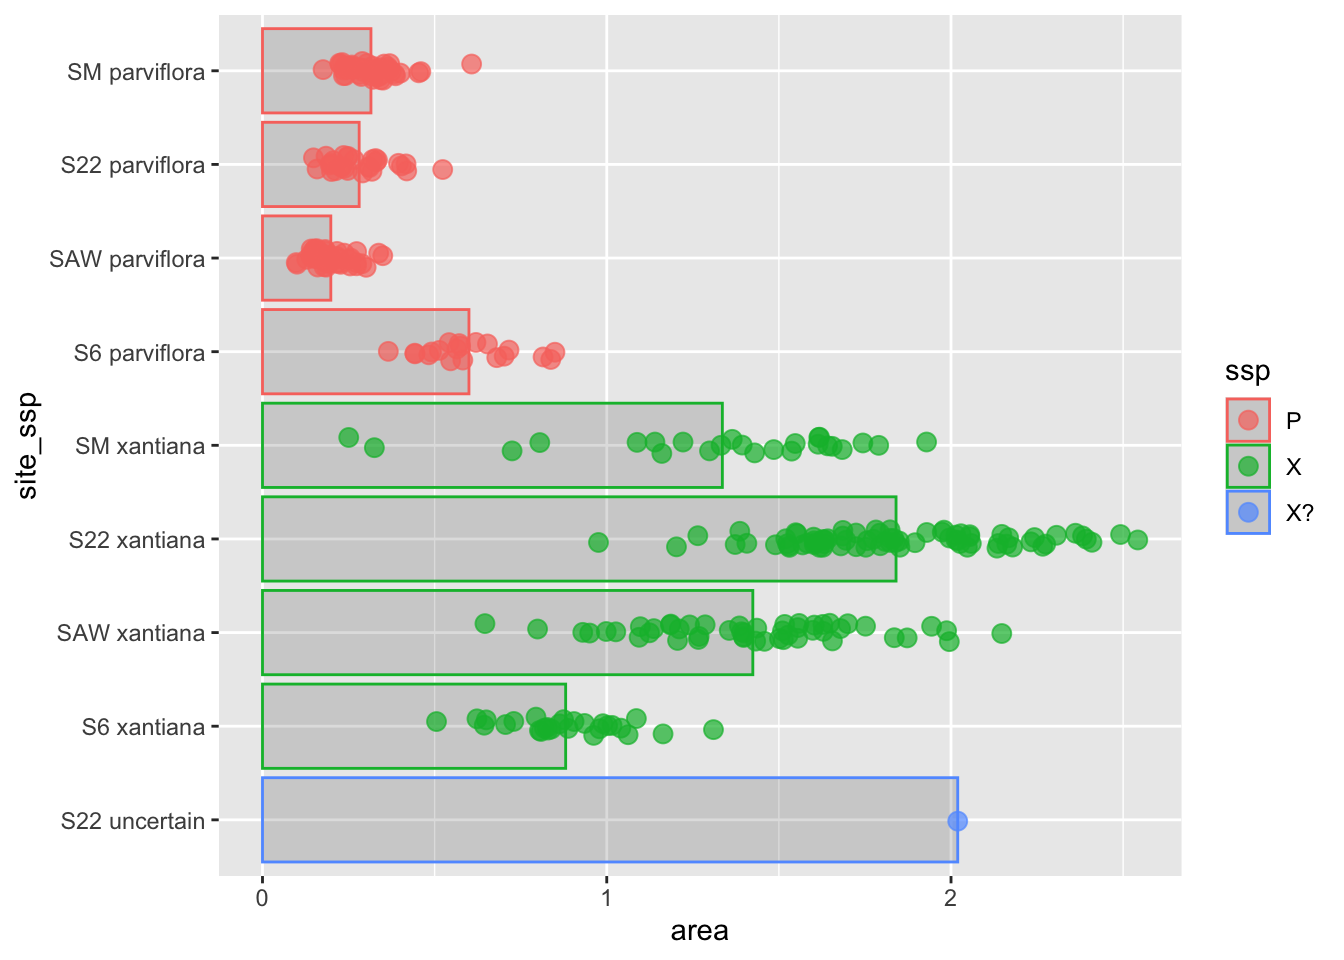 SM parviflora
S22 parviflora
SAW parviflora
S6 parviflora
SM xantiana
S22 xantiana
SAW xantiana
S6 xantiana
S22 uncertain
site_ssp
0 1 2
area
ssp
P
X
X?